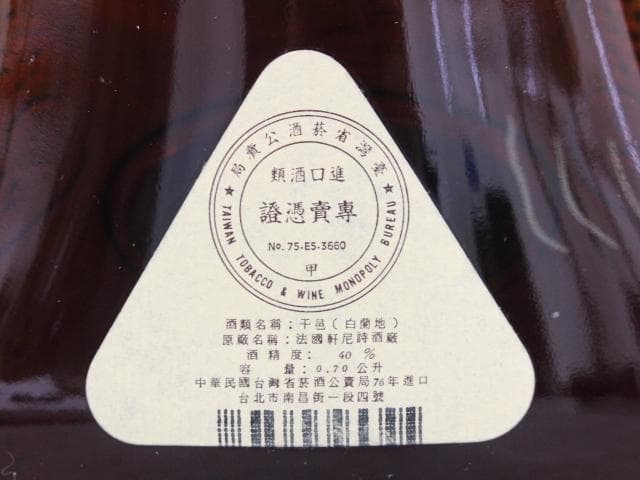 局賣公酒菸省灣臺
類酒口進
證憑賣專
No. 75-E5-3660
甲
★ TAIWAN TOBACCO & WINE MONOPOLY BUREAU ★
酒類名稱：干邑（白蘭地）
原廠名稱：法國軒尼詩酒廠
酒精度： 40 %
容量：0.70 公升
中華民國台灣省菸酒公賣局76年進口
台北市南昌街一段四號